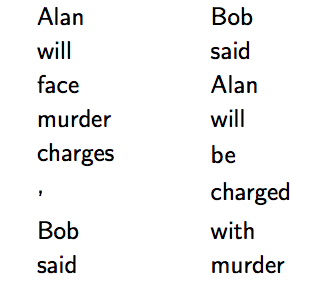 Alan
will
face
murder
charges
,
Bob
said
Bob
said
Alan
will
be
charged
with
murder